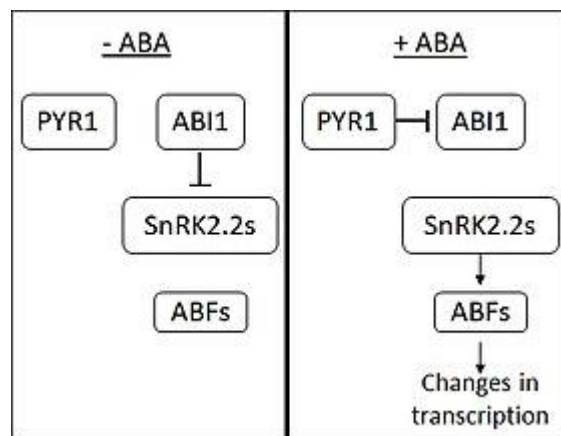 - ABA
PYR1
ABI1
SnRK2.2s
ABFs
+ ABA
PYR1
ABI1
SnRK2.2s
ABFs
Changes in
transcription